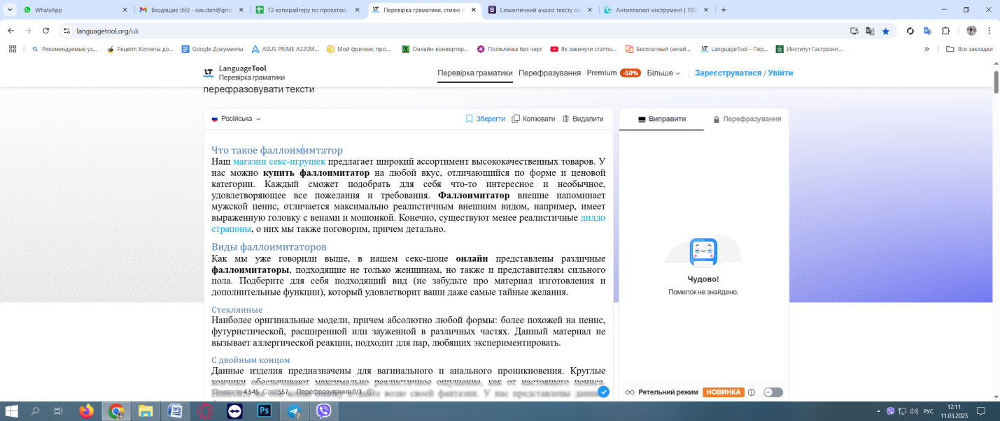 WhatsApp
Входящие (65) - oav.den@gma
ТЗ копирайтеру по проектам
Перевірка граматики, стилю т
Семантичний аналіз тексту он
Антиплагиат инструмент | 100
languagetool.org/uk
Рекомендуемые уз...
Рецепт: Котлеты до...
Google Документы
ASUS PRIME A320M...
Мой фриланс про...
Онлайн-конвертер...
Поліклініка без черг
Як закинути статтю...
Бесплатный онлай...
LanguageTool - Пер...
Институт Гастроэнт...
Все закладки
LanguageTool
Перевірка граматики
Перевірка граматики
Перефразування
Premium -50%
Більше
Зареєструватися / Увійти
перефразовувати тексти
Російська
Зберегти
Копіювати
Видалити
Виправити
Перефразування
Что такое фаллоимимтатор
Наш магазин секс-игрушек предлагает широкий ассортимент высококачественных товаров. У
нас можно купить фаллоимитатор на любой вкус, отличающийся по форме и ценовой
категории. Каждый сможет подобрать для себя что-то интересное и необычное,
удовлетворяющее все пожелания и требования. Фаллоимитатор внешне напоминает
мужской пенис, отличается максимально реалистичным внешним видом, например, имеет
выраженную головку с венами и мошонкой. Конечно, существуют менее реалистичные дилдо
страпоны, о них мы также поговорим, причем детально.
Виды фаллоимитаторов
Как мы уже говорили выше, в нашем секс-шопе онлайн представлены различные
фаллоимитаторы, подходящие не только женщинам, но также и представителям сильного
пола. Подберите для себя подходящий вид (не забудьте про материал изготовления и
дополнительные функции), который удовлетворит ваши даже самые тайные желания.
Стеклянные
Наиболее оригинальные модели, причем абсолютно любой формы: более похожей на пенис,
футуристической, расширенной или зауженной в различных частях. Данный материал не
вызывает аллергической реакции, подходит для пар, любящих экспериментировать.
С двойным концом
Данные изделия предназначены для вагинального и анального проникновения. Круглые
Символів 4 545 Слів 557 Перефразування 0/3
Чудово!
Помилок не знайдено.
Ретельний режим НОВИНКА
Ps
7
РУС
12:11
11.03.2025